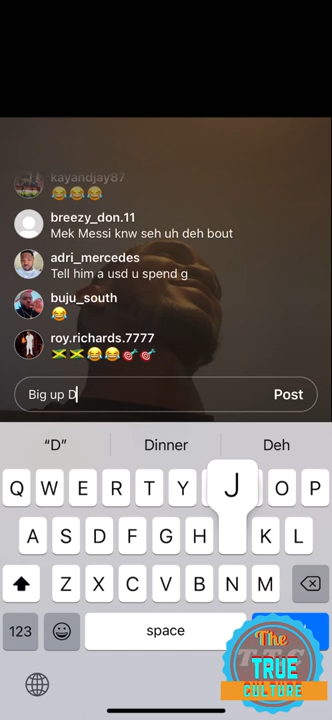 kayandjay87
😂😂😂
breezy_don.11
Mek Messi knw seh uh deh bout
adri_mercedes
Tell him a usd u spend g
buju_south
😂
roy.richards.7777
🇯🇲🇯🇲😂😂🎯🎯
Big up D
Post
“D” Dinner Deh
Q W E R T Y J O P
A S D F G H K L
Z X C V B N M
123 space
The
T.T.C
TRUE
CULTURE